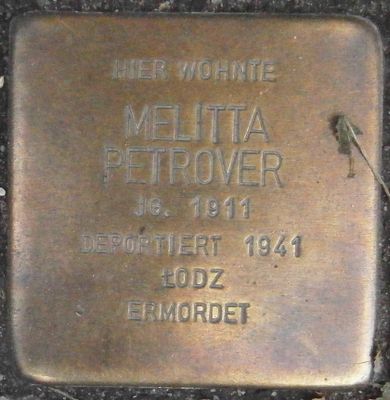 HIER WOHNTE
MELITTA
PETROVER
JG. 1911
DEPORTIERT 1941
ŁODZ
ERMORDET